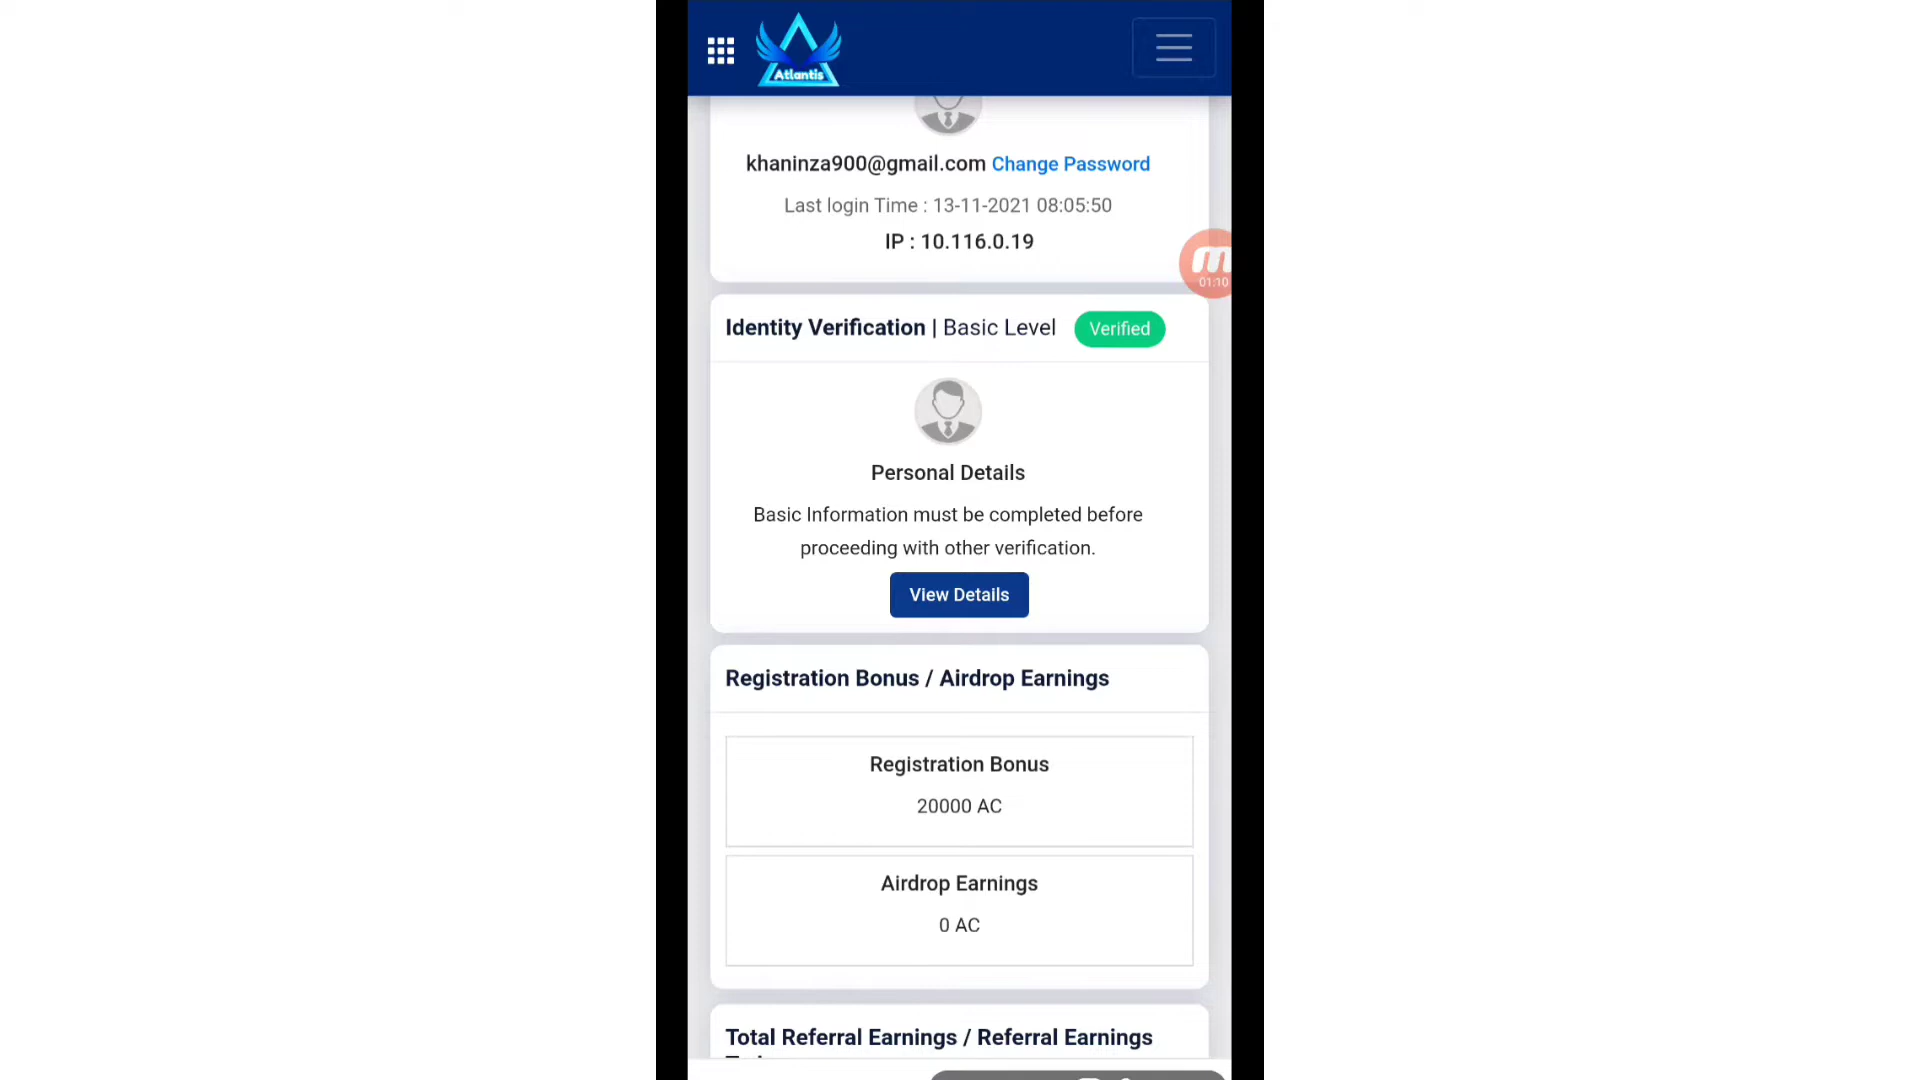 Atlantis
khaninza900@gmail.com Change Password
Last login Time : 13-11-2021 08:05:50
IP : 10.116.0.19
01:10
Identity Verification | Basic Level Verified
Personal Details
Basic Information must be completed before
proceeding with other verification.
View Details
Registration Bonus / Airdrop Earnings
Registration Bonus
20000 AC
Airdrop Earnings
0 AC
Total Referral Earnings / Referral Earnings